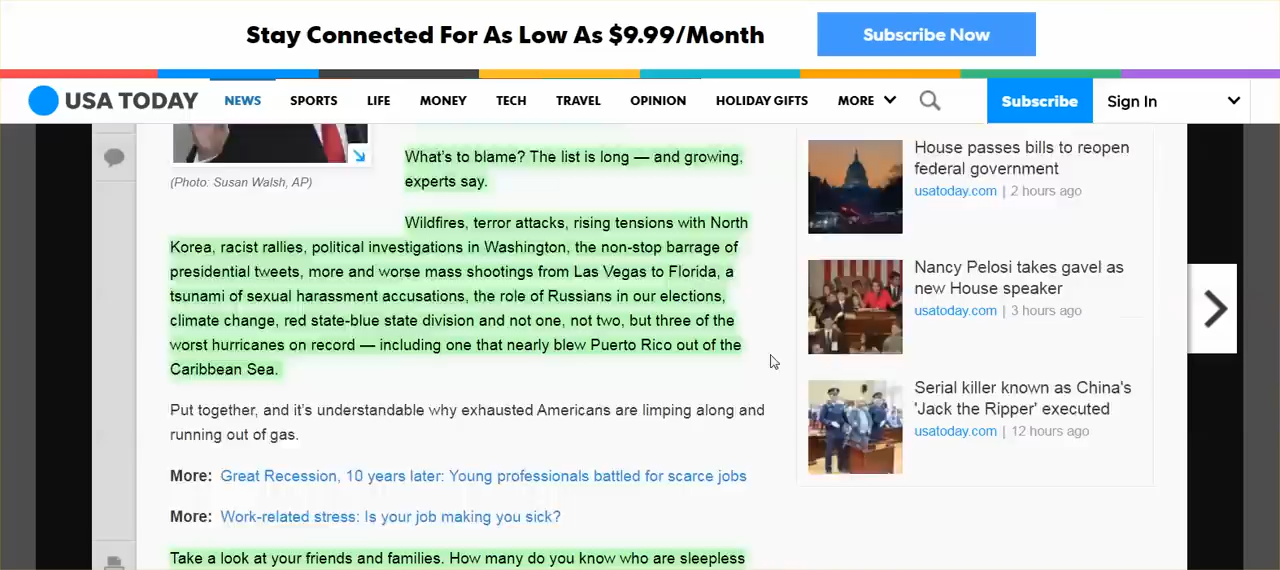 Stay Connected For As Low As $9.99/Month
Subscribe Now
USA TODAY
NEWS
SPORTS
LIFE
MONEY
TECH
TRAVEL
OPINION
HOLIDAY GIFTS
MORE
Subscribe
Sign In
(Photo: Susan Walsh, AP)
What's to blame? The list is long — and growing,
experts say.
Wildfires, terror attacks, rising tensions with North
Korea, racist rallies, political investigations in Washington, the non-stop barrage of
presidential tweets, more and worse mass shootings from Las Vegas to Florida, a
tsunami of sexual harassment accusations, the role of Russians in our elections,
climate change, red state-blue state division and not one, not two, but three of the
worst hurricanes on record — including one that nearly blew Puerto Rico out of the
Caribbean Sea.
Put together, and it's understandable why exhausted Americans are limping along and
running out of gas.
More: Great Recession, 10 years later: Young professionals battled for scarce jobs
More: Work-related stress: Is your job making you sick?
Take a look at your friends and families. How many do you know who are sleepless
House passes bills to reopen
federal government
usatoday.com | 2 hours ago
Nancy Pelosi takes gavel as
new House speaker
usatoday.com | 3 hours ago
Serial killer known as China's
'Jack the Ripper' executed
usatoday.com | 12 hours ago